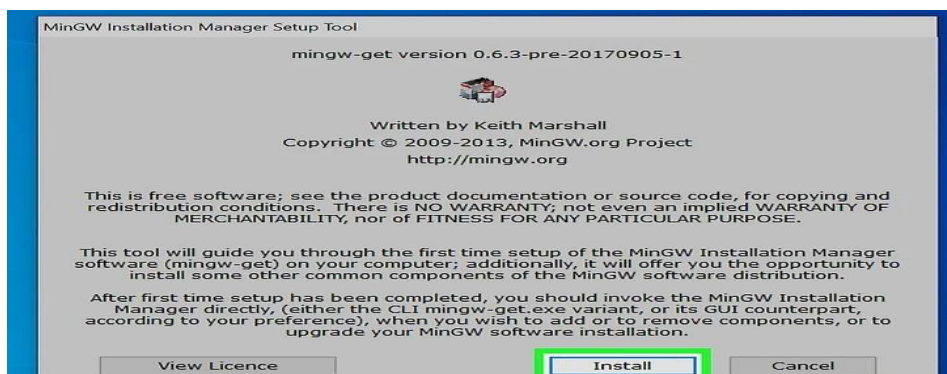 MinGW Installation Manager Setup Tool
mingw-get version 0.6.3-pre-20170905-1
Written by Keith Marshall
Copyright © 2009-2013, MinGW.org Project
http://mingw.org
This is free software; see the product documentation or source code, for copying and
redistribution conditions. There is NO WARRANTY; not even an implied WARRANTY OF
MERCHANTABILITY, nor of FITNESS FOR ANY PARTICULAR PURPOSE.
This tool will guide you through the first time setup of the MinGW Installation Manager
software (mingw-get) on your computer; additionally, it will offer you the opportunity to
install some other common components of the MinGW software distribution.
After first time setup has been completed, you should invoke the MinGW Installation
Manager directly, (either the CLI mingw-get.exe variant, or its GUI counterpart,
according to your preference), when you wish to add or to remove components, or to
upgrade your MinGW software installation.
View Licence Install Cancel